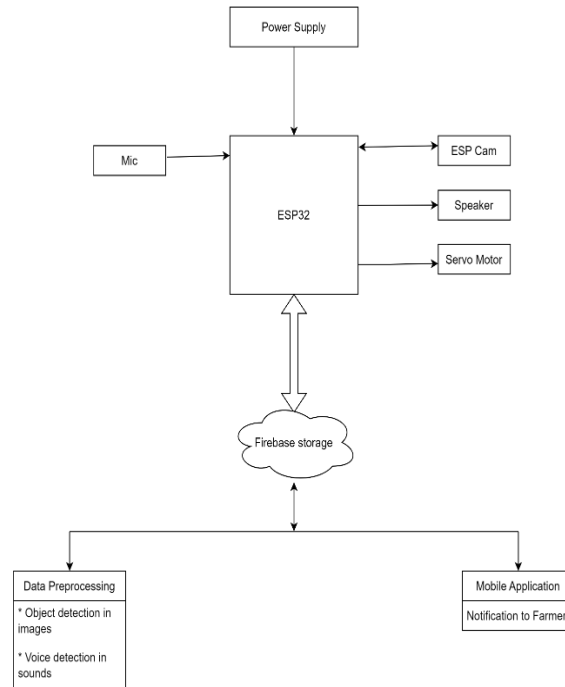 Power Supply
Mic
ESP32
ESP Cam
Speaker
Servo Motor
Firebase storage
Data Preprocessing
* Object detection in
images
* Voice detection in
sounds
Mobile Application
Notification to Farmer